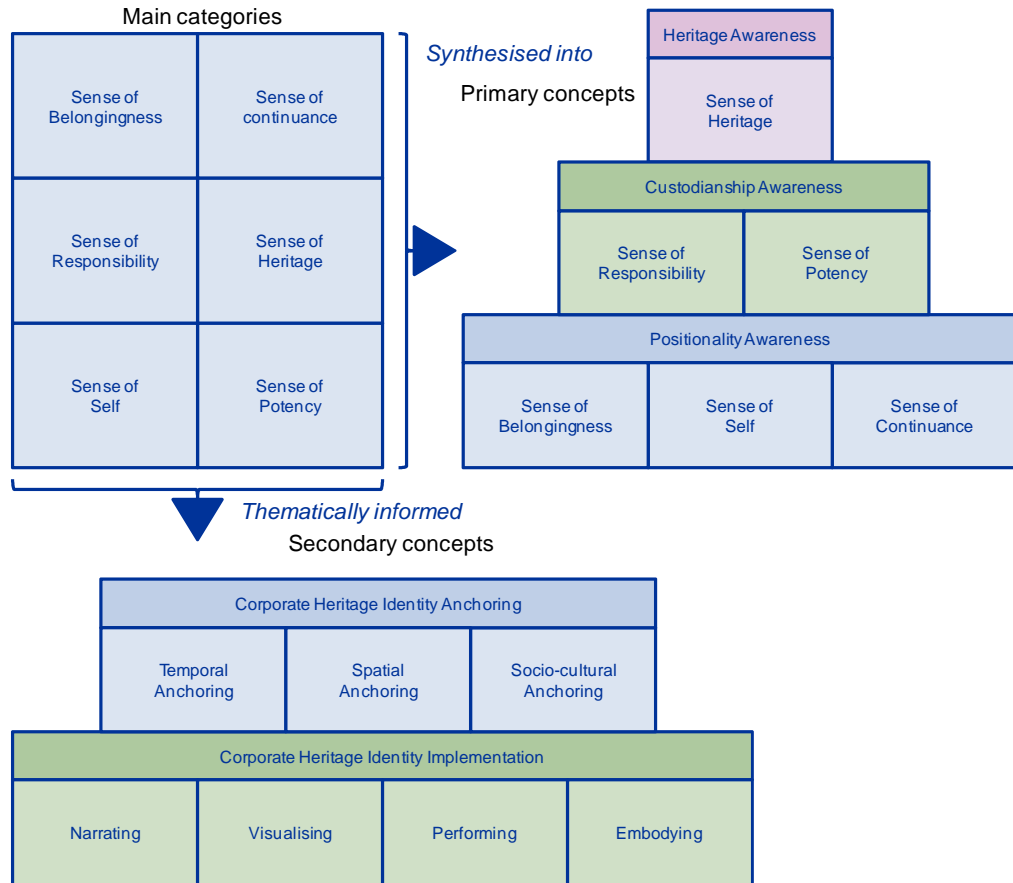 Main categories
Sense of
Belongingness
Sense of
continuance
Sense of
Responsibility
Sense of
Heritage
Sense of
Self
Sense of
Potency
Synthesised into
Primary concepts
Heritage Awareness
Sense of
Heritage
Custodianship Awareness
Sense of
Responsibility
Sense of
Potency
Positionality Awareness
Sense of
Belongingness
Sense of
Self
Sense of
Continuance
Thematically informed
Secondary concepts
Corporate Heritage Identity Anchoring
Temporal
Anchoring
Spatial
Anchoring
Socio-cultural
Anchoring
Corporate Heritage Identity Implementation
Narrating
Visualising
Performing
Embodying